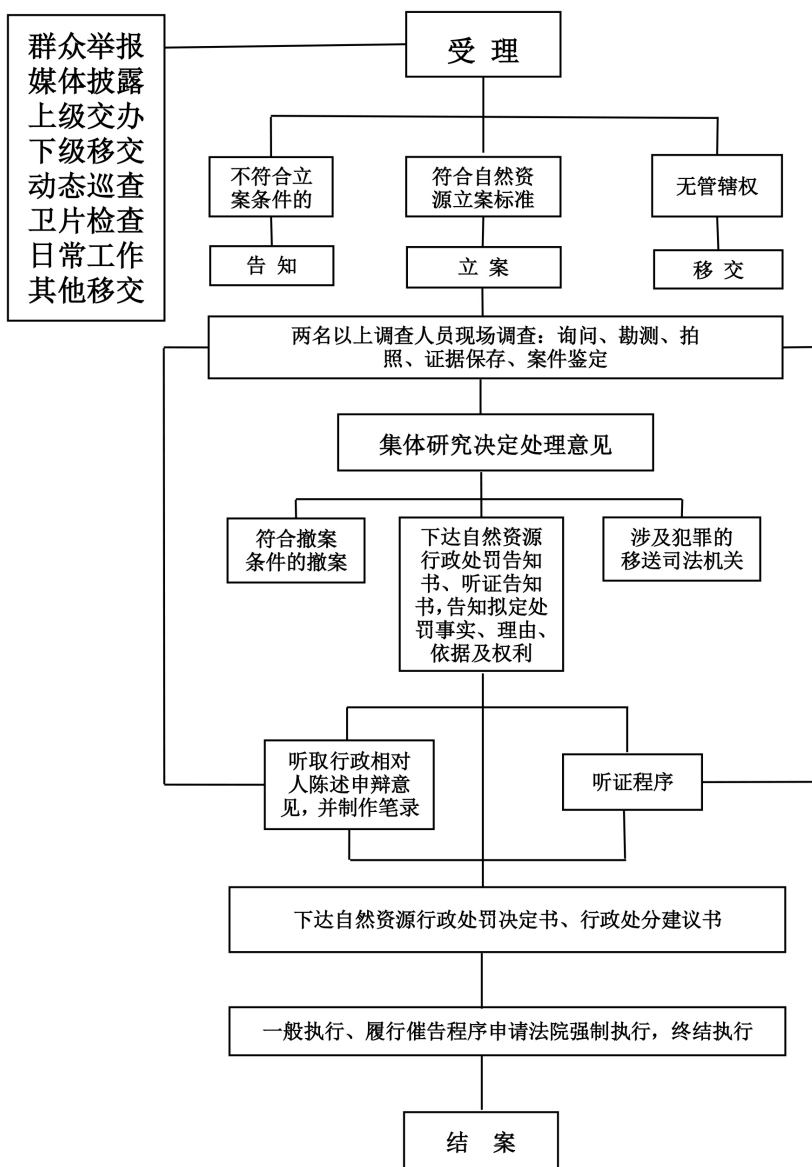 群众举报
媒体披露
上级交办
下级移交
动态巡查
卫片检查
日常工作
其他移交
受 理
不符合立
案条件的
符合自然资
源立案标准
无管辖权
告 知
立 案
移 交
两名以上调查人员现场调查：询问、勘测、拍
照、证据保存、案件鉴定
集体研究决定处理意见
符合撤案
条件的撤案
下达自然资源
行政处罚告知
书、听证告知
书，告知拟定处
罚事实、理由、
依据及权利
涉及犯罪的
移送司法机关
听取行政相对
人陈述申辩意
见，并制作笔录
听证程序
下达自然资源行政处罚决定书、行政处分建议书
一般执行、履行催告程序申请法院强制执行，终结执行
结 案